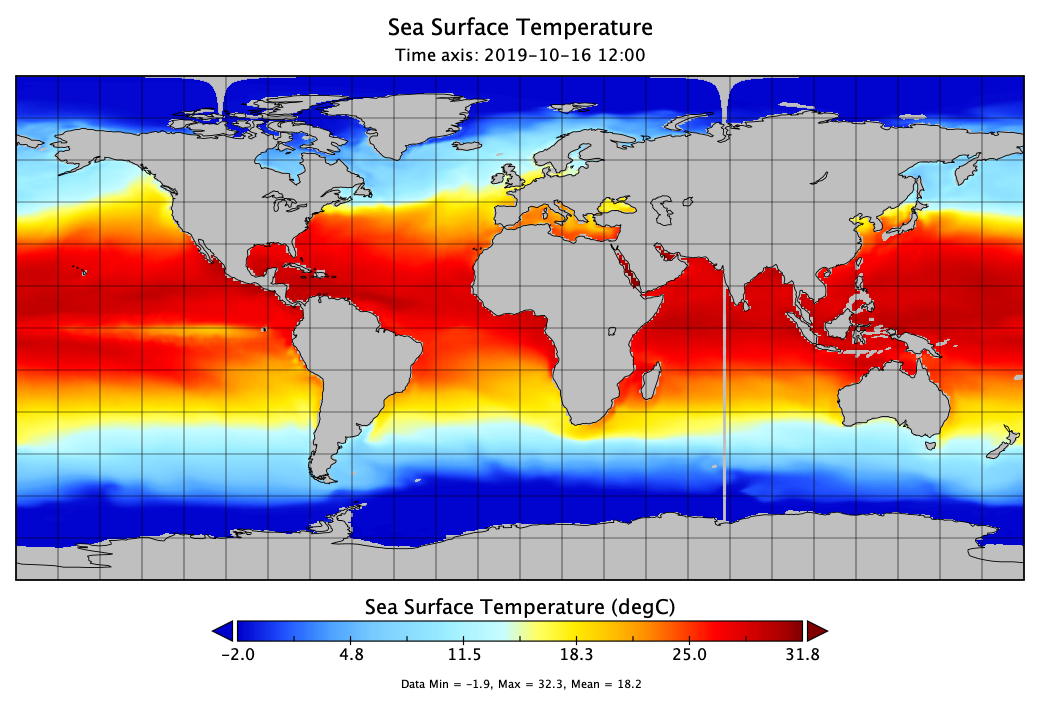 Sea Surface Temperature
Time axis: 2019-10-16 12:00
Sea Surface Temperature (degC)
-2.0 4.8 11.5 18.3 25.0 31.8
Data Min = -1.9, Max = 32.3, Mean = 18.2